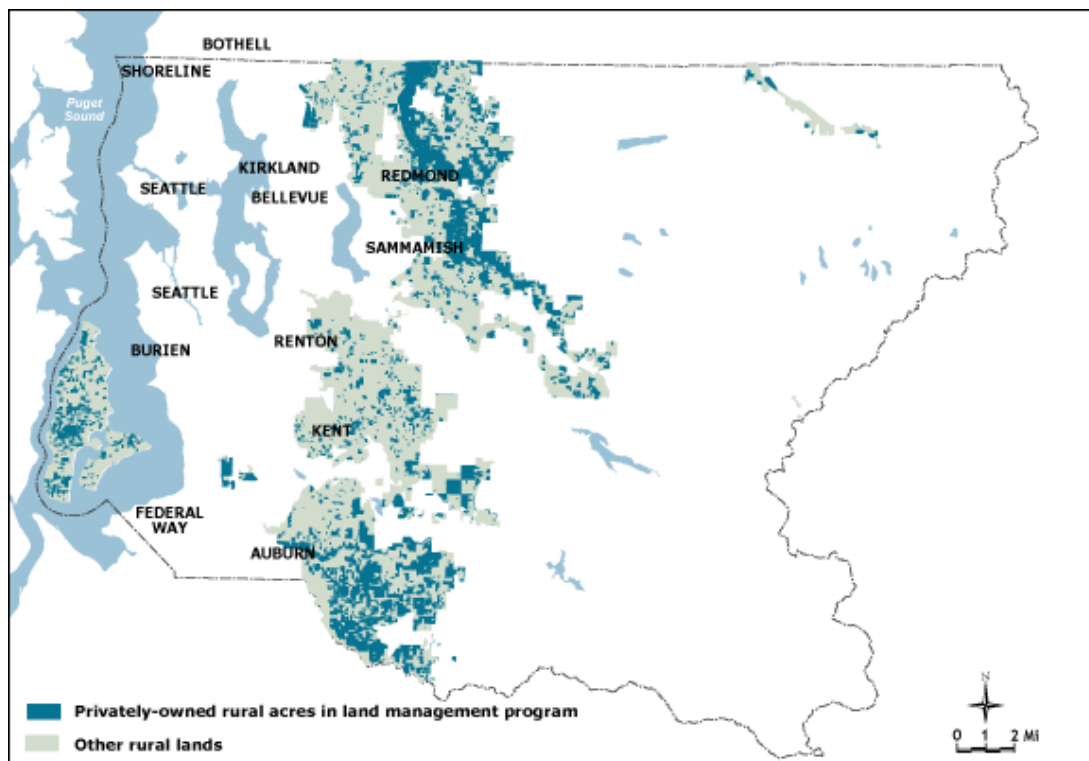 BOTHELL
SHORELINE
Puget
Sound
KIRKLAND
SEATTLE
REDMOND
BELLEVUE
SAMMAMISH
SEATTLE
RENTON
BURIEN
KENT
FEDERAL
WAY
AUBURN
N
Privately-owned rural acres in land management program
Other rural lands
0 1 2 Mi